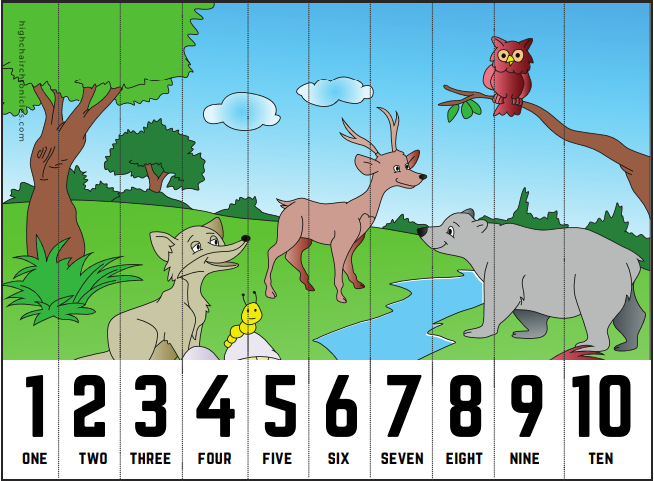 highchairchronicles.com
1 2 3 4 5 6 7 8 9 10
ONE TWO THREE FOUR FIVE SIX SEVEN EIGHT NINE TEN